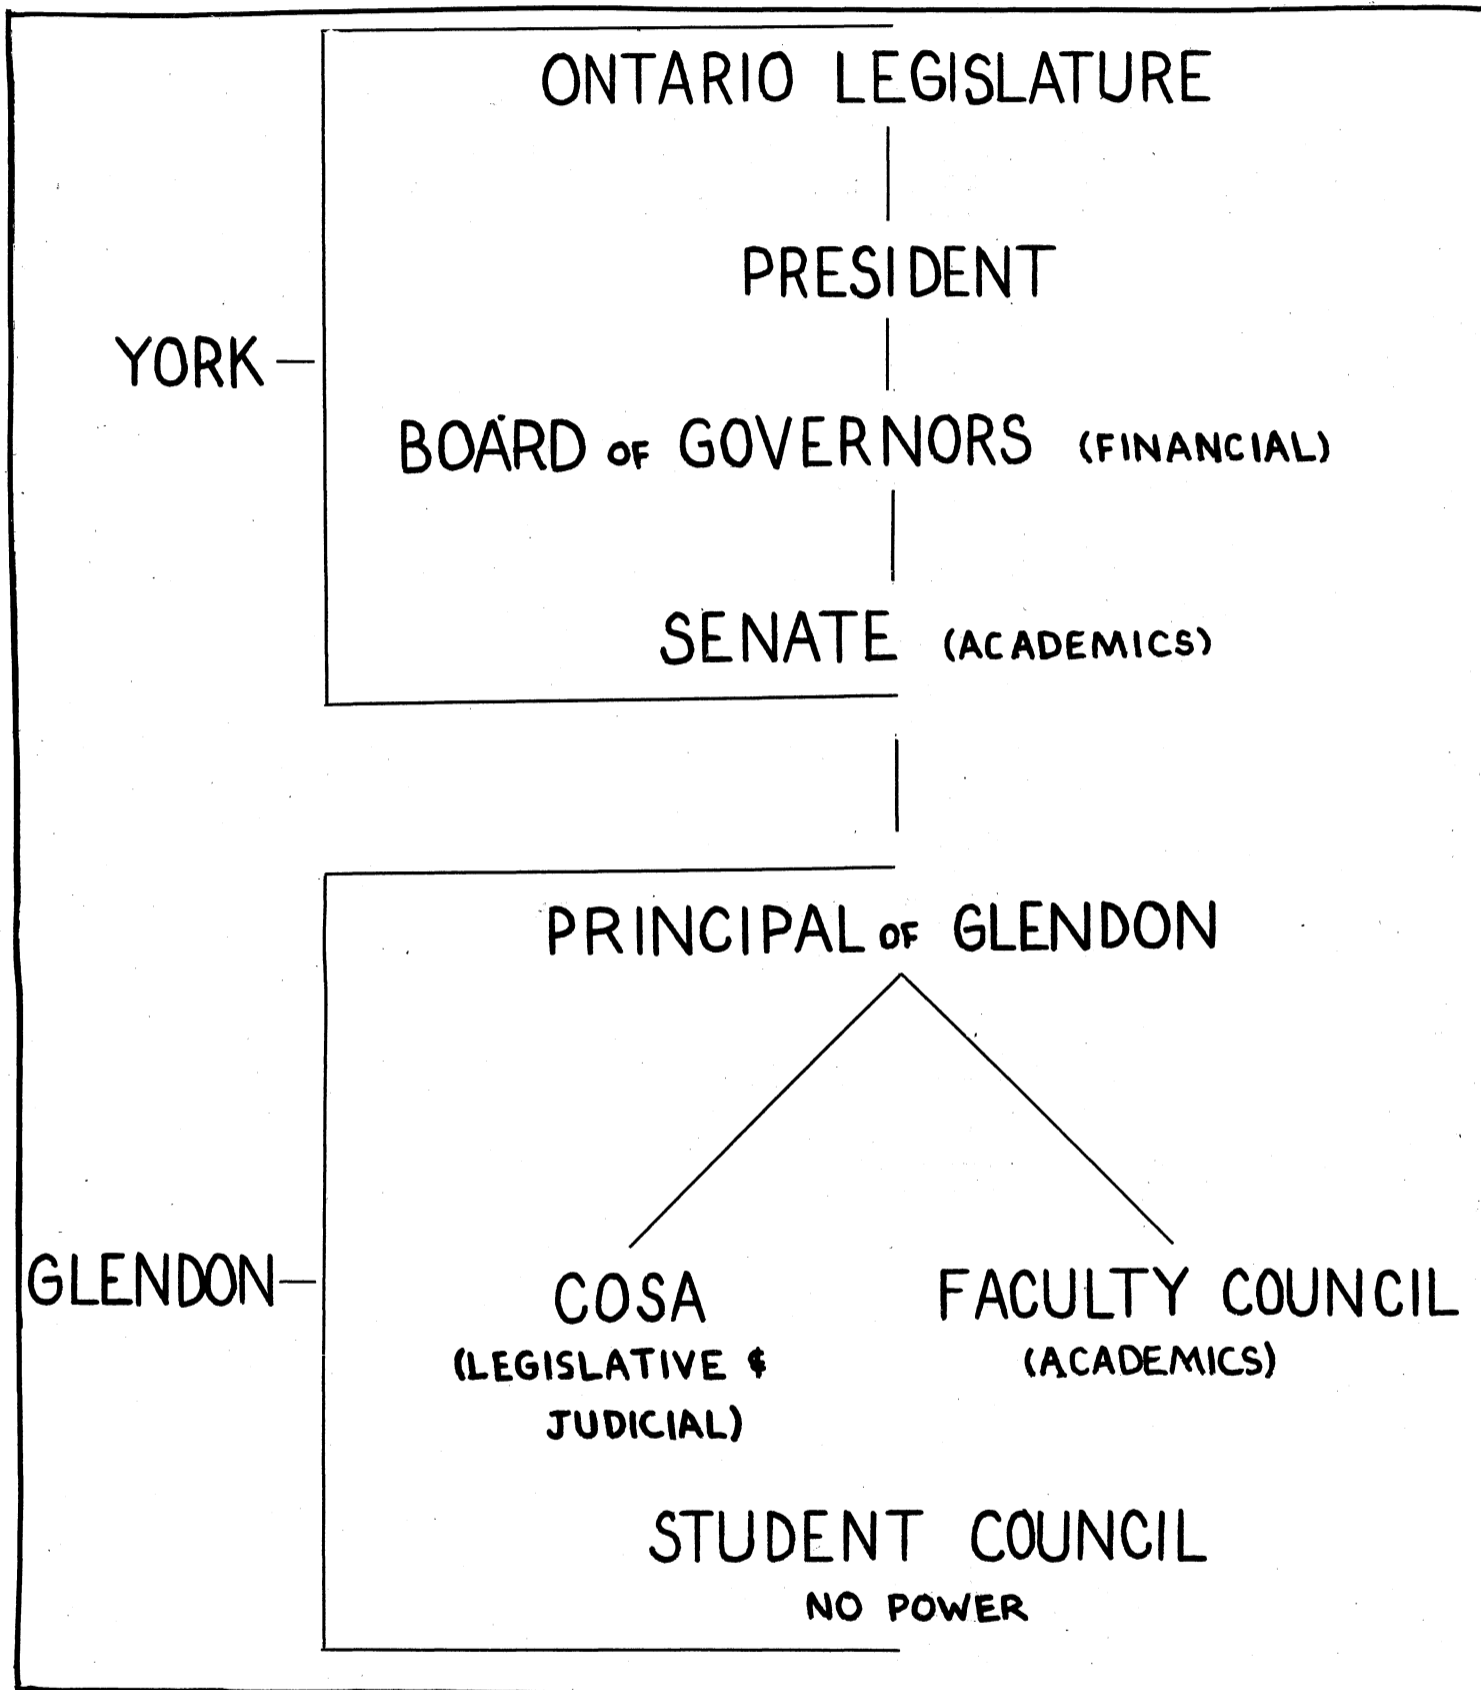 ONTARIO LEGISLATURE
PRESIDENT
YORK
BOARD OF GOVERNORS (FINANCIAL)
SENATE (ACADEMICS)
PRINCIPAL OF GLENDON
GLENDON
COSA
(LEGISLATIVE &
JUDICIAL)
FACULTY COUNCIL
(ACADEMICS)
STUDENT COUNCIL
NO POWER